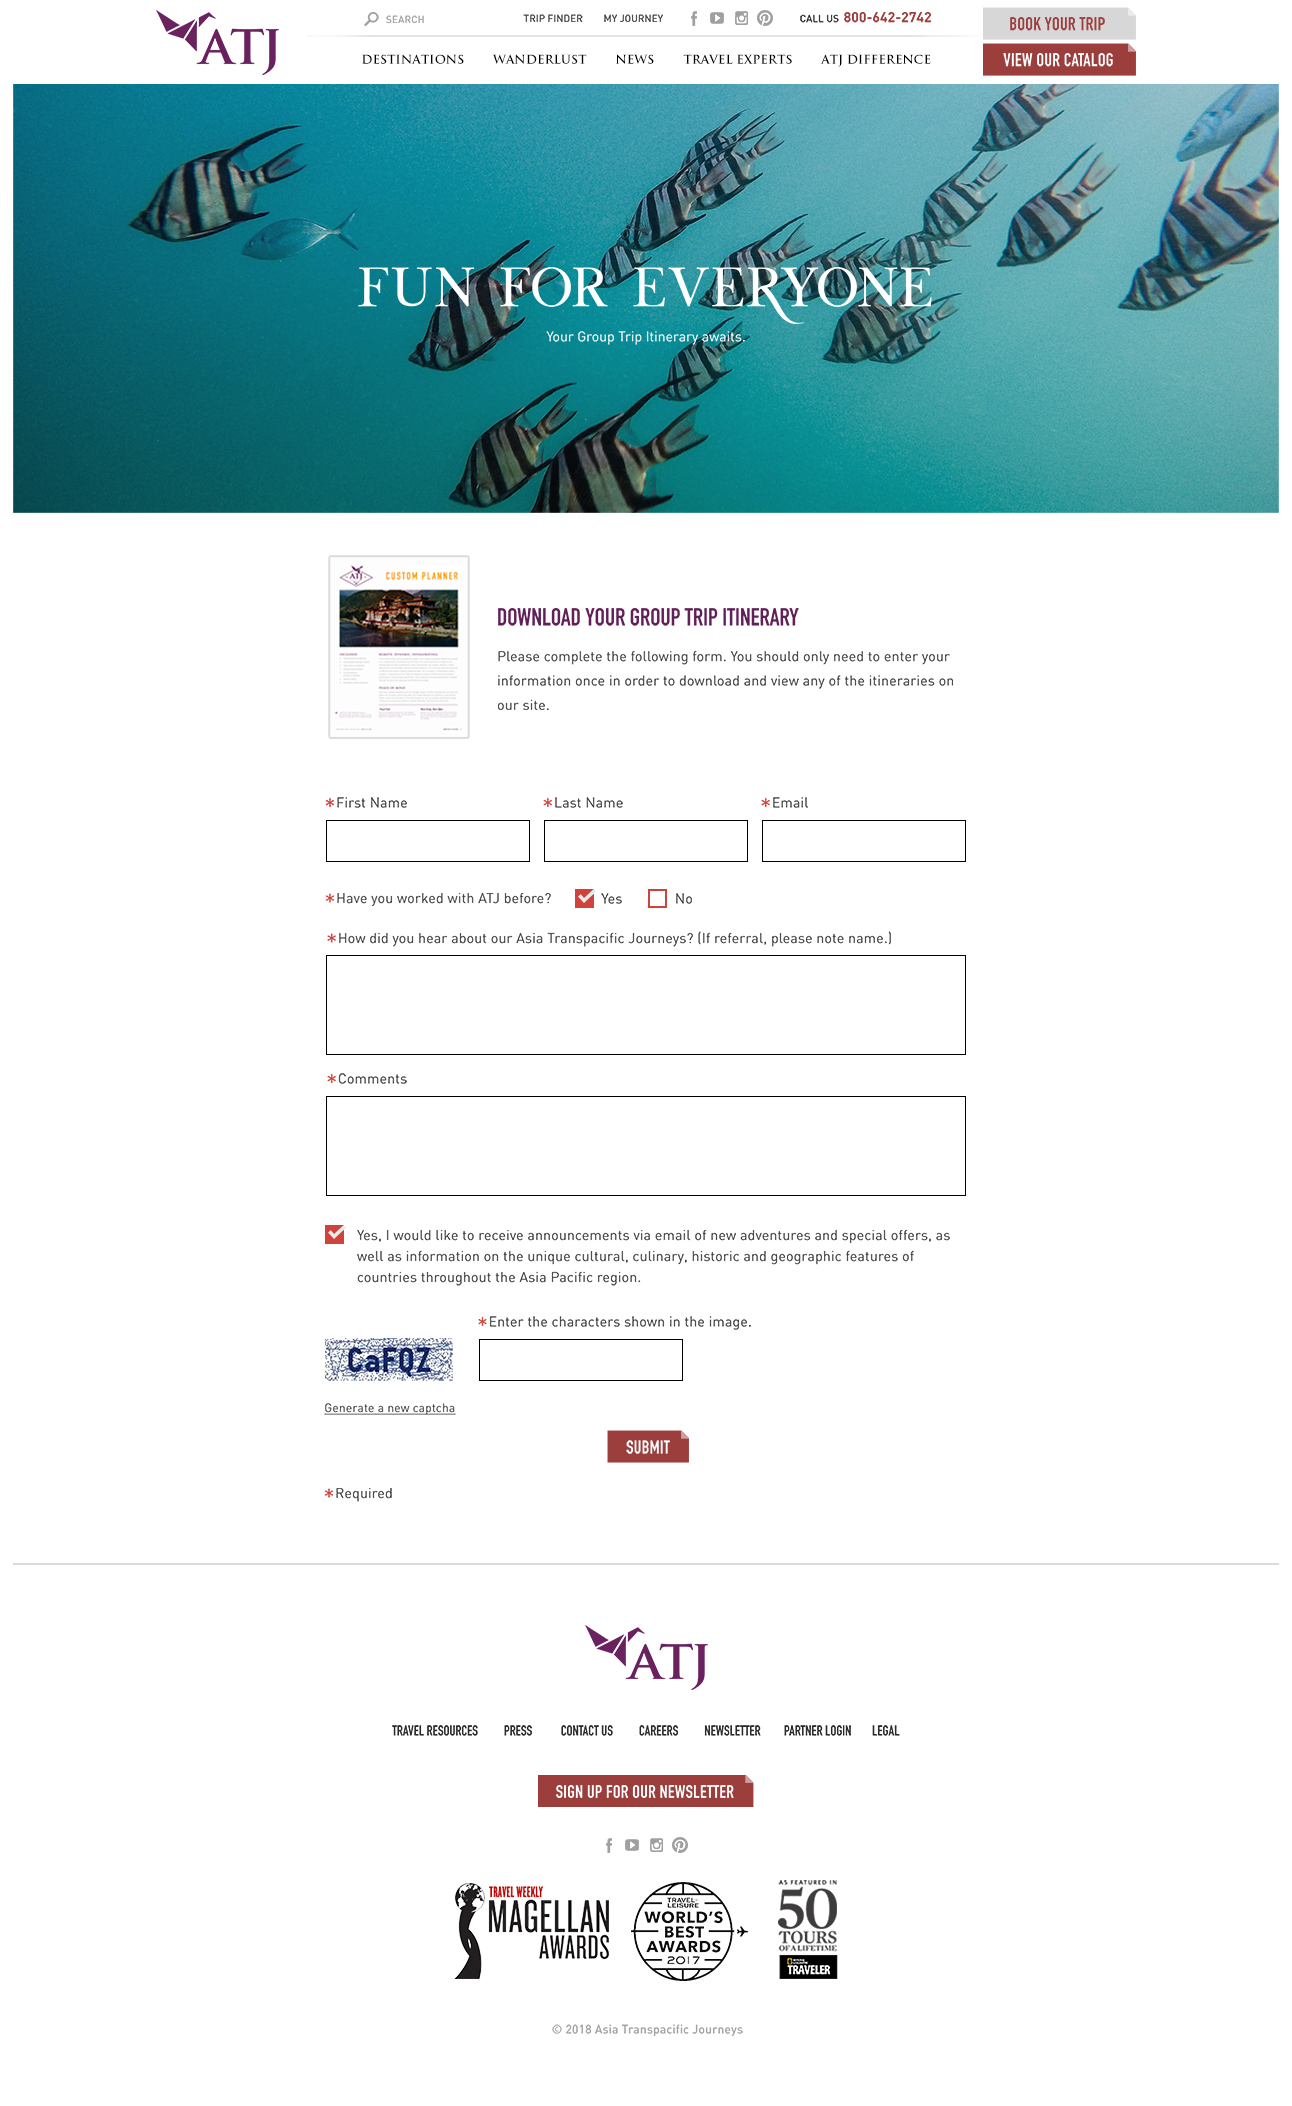 ATJ
SEARCH
TRIP FINDER
MY JOURNEY
CALL US 800-642-2742
BOOK YOUR TRIP
DESTINATIONS
WANDERLUST
NEWS
TRAVEL EXPERTS
ATJ DIFFERENCE
VIEW OUR CATALOG
FUN FOR EVERYONE
Your Group Trip Itinerary awaits.
ATJ
CUSTOM PLANNER
DOWNLOAD YOUR GROUP TRIP ITINERARY
Please complete the following form. You should only need to enter your
information once in order to download and view any of the itineraries on
our site.
*First Name
*Last Name
*Email
*Have you worked with ATJ before?
Yes
No
*How did you hear about our Asia Transpacific Journeys? (If referral, please note name.)
*Comments
Yes, I would like to receive announcements via email of new adventures and special offers, as
well as information on the unique cultural, culinary, historic and geographic features of
countries throughout the Asia Pacific region.
*Enter the characters shown in the image.
CaFQZ
Generate a new captcha
SUBMIT
*Required
ATJ
TRAVEL RESOURCES
PRESS
CONTACT US
CAREERS
NEWSLETTER
PARTNER LOGIN
LEGAL
SIGN UP FOR OUR NEWSLETTER
TRAVEL WEEKLY
MAGELLAN
AWARDS
TRAVEL+
LEISURE
WORLD'S
BEST
AWARDS
2017
AS FEATURED IN
50
TOURS
OF A LIFETIME
TRAVELER
© 2018 Asia Transpacific Journeys